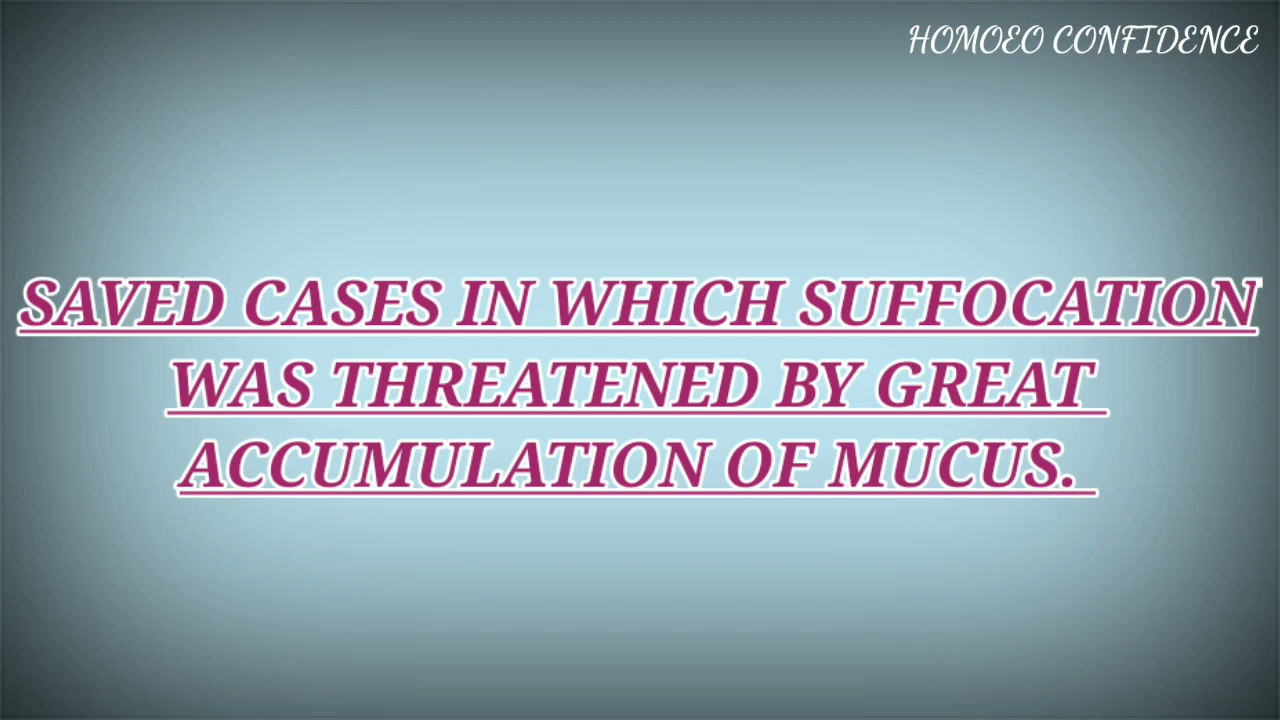 HOMOEO CONFIDENCE
SAVED CASES IN WHICH SUFFOCATION
WAS THREATENED BY GREAT
ACCUMULATION OF MUCUS.